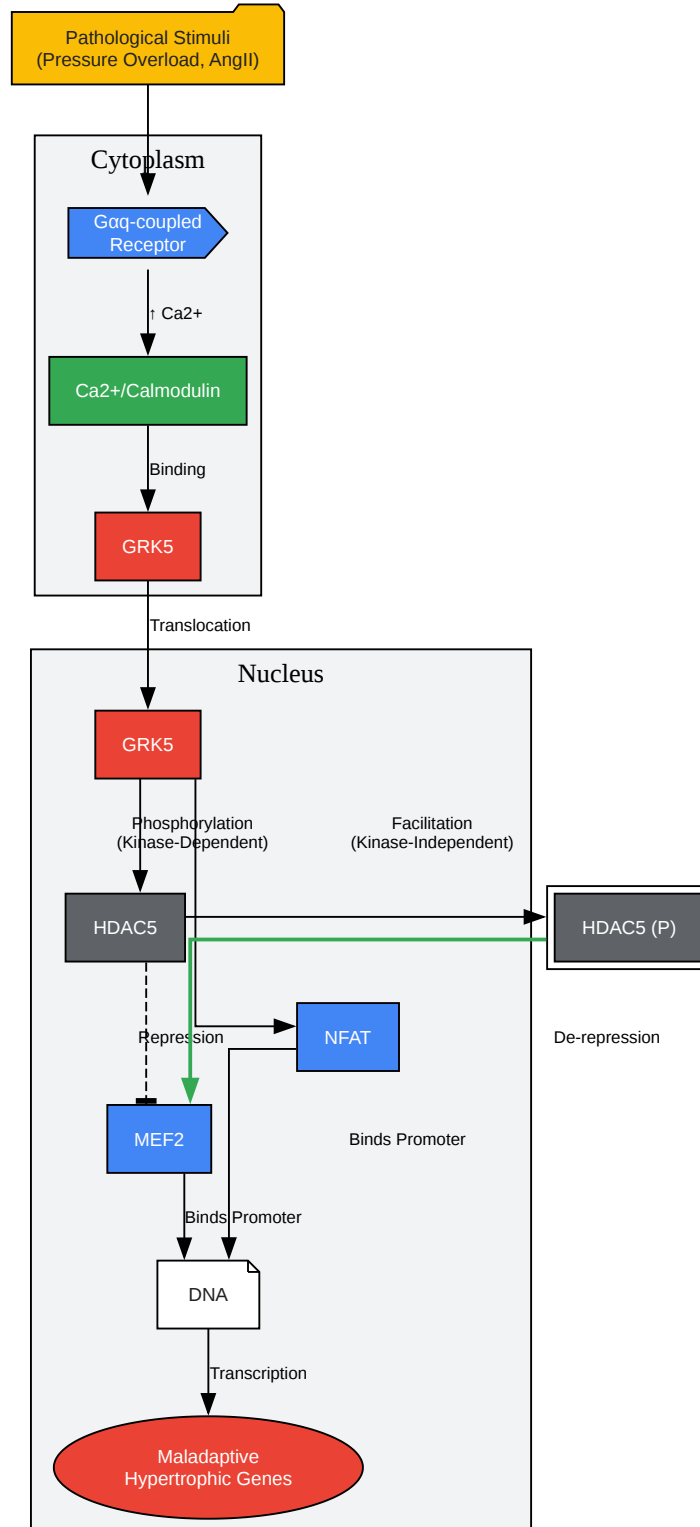 Pathological Stimuli
(Pressure Overload, AngII)
Cytoplasm
Gαq-coupled
Receptor
↑ Ca2+
Ca2+/Calmodulin
Binding
GRK5
Translocation
Nucleus
GRK5
Phosphorylation
(Kinase-Dependent)
Facilitation
(Kinase-Independent)
HDAC5
HDAC5 (P)
Repression
NFAT
De-repression
MEF2
Binds Promoter
Binds Promoter
DNA
Transcription
Maladaptive
Hypertrophic Genes